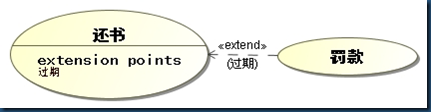 还书
extension points
过期
«extend»
(过期)
罚款